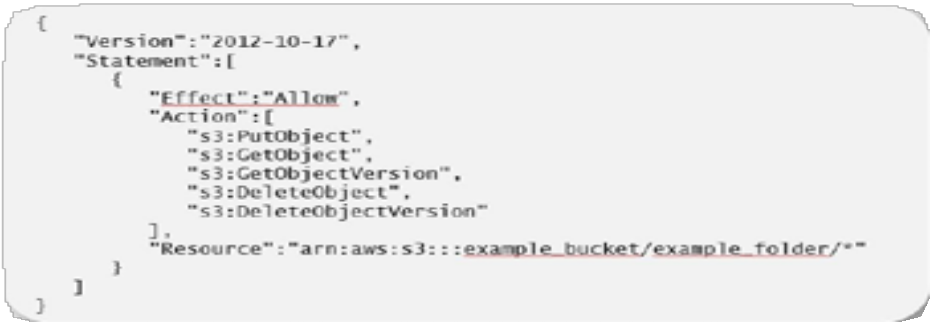 {
"Version":"2012-10-17",
"Statement":[
{
"Effect":"Allow",
"Action":[
"s3:PutObject",
"s3:GetObject",
"s3:GetObjectVersion",
"s3:DeleteObject",
"s3:DeleteObjectVersion"
],
"Resource":"arn:aws:s3:::example_bucket/example_folder/*"
}
]
}